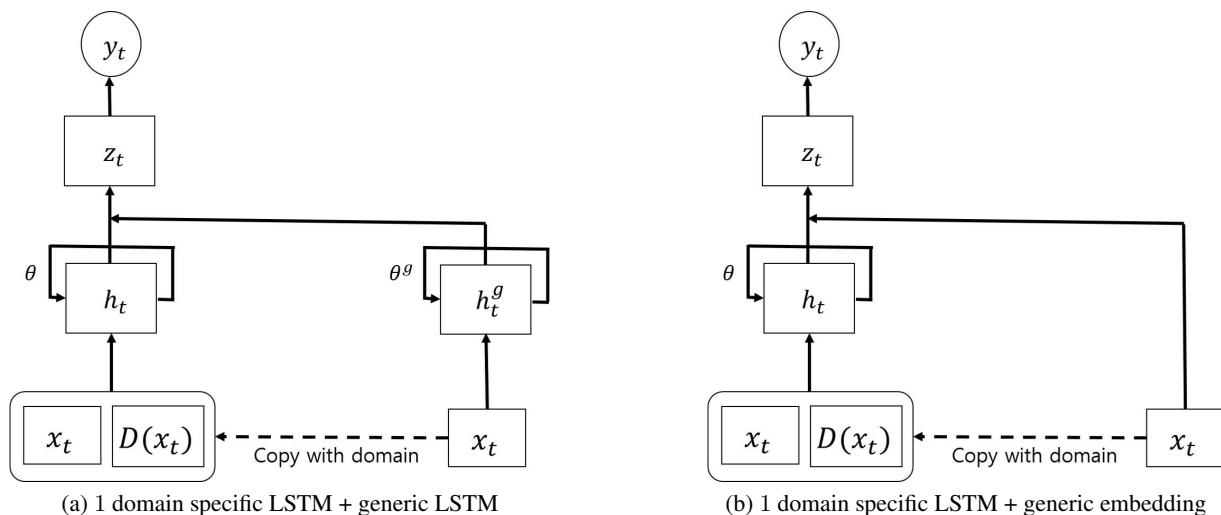 y_t
z_t
θ
h_t
θ^g
h_t^g
x_t
D(x_t)
Copy with domain
x_t
(a) 1 domain specific LSTM + generic LSTM
y_t
z_t
θ
h_t
x_t
D(x_t)
Copy with domain
x_t
(b) 1 domain specific LSTM + generic embedding